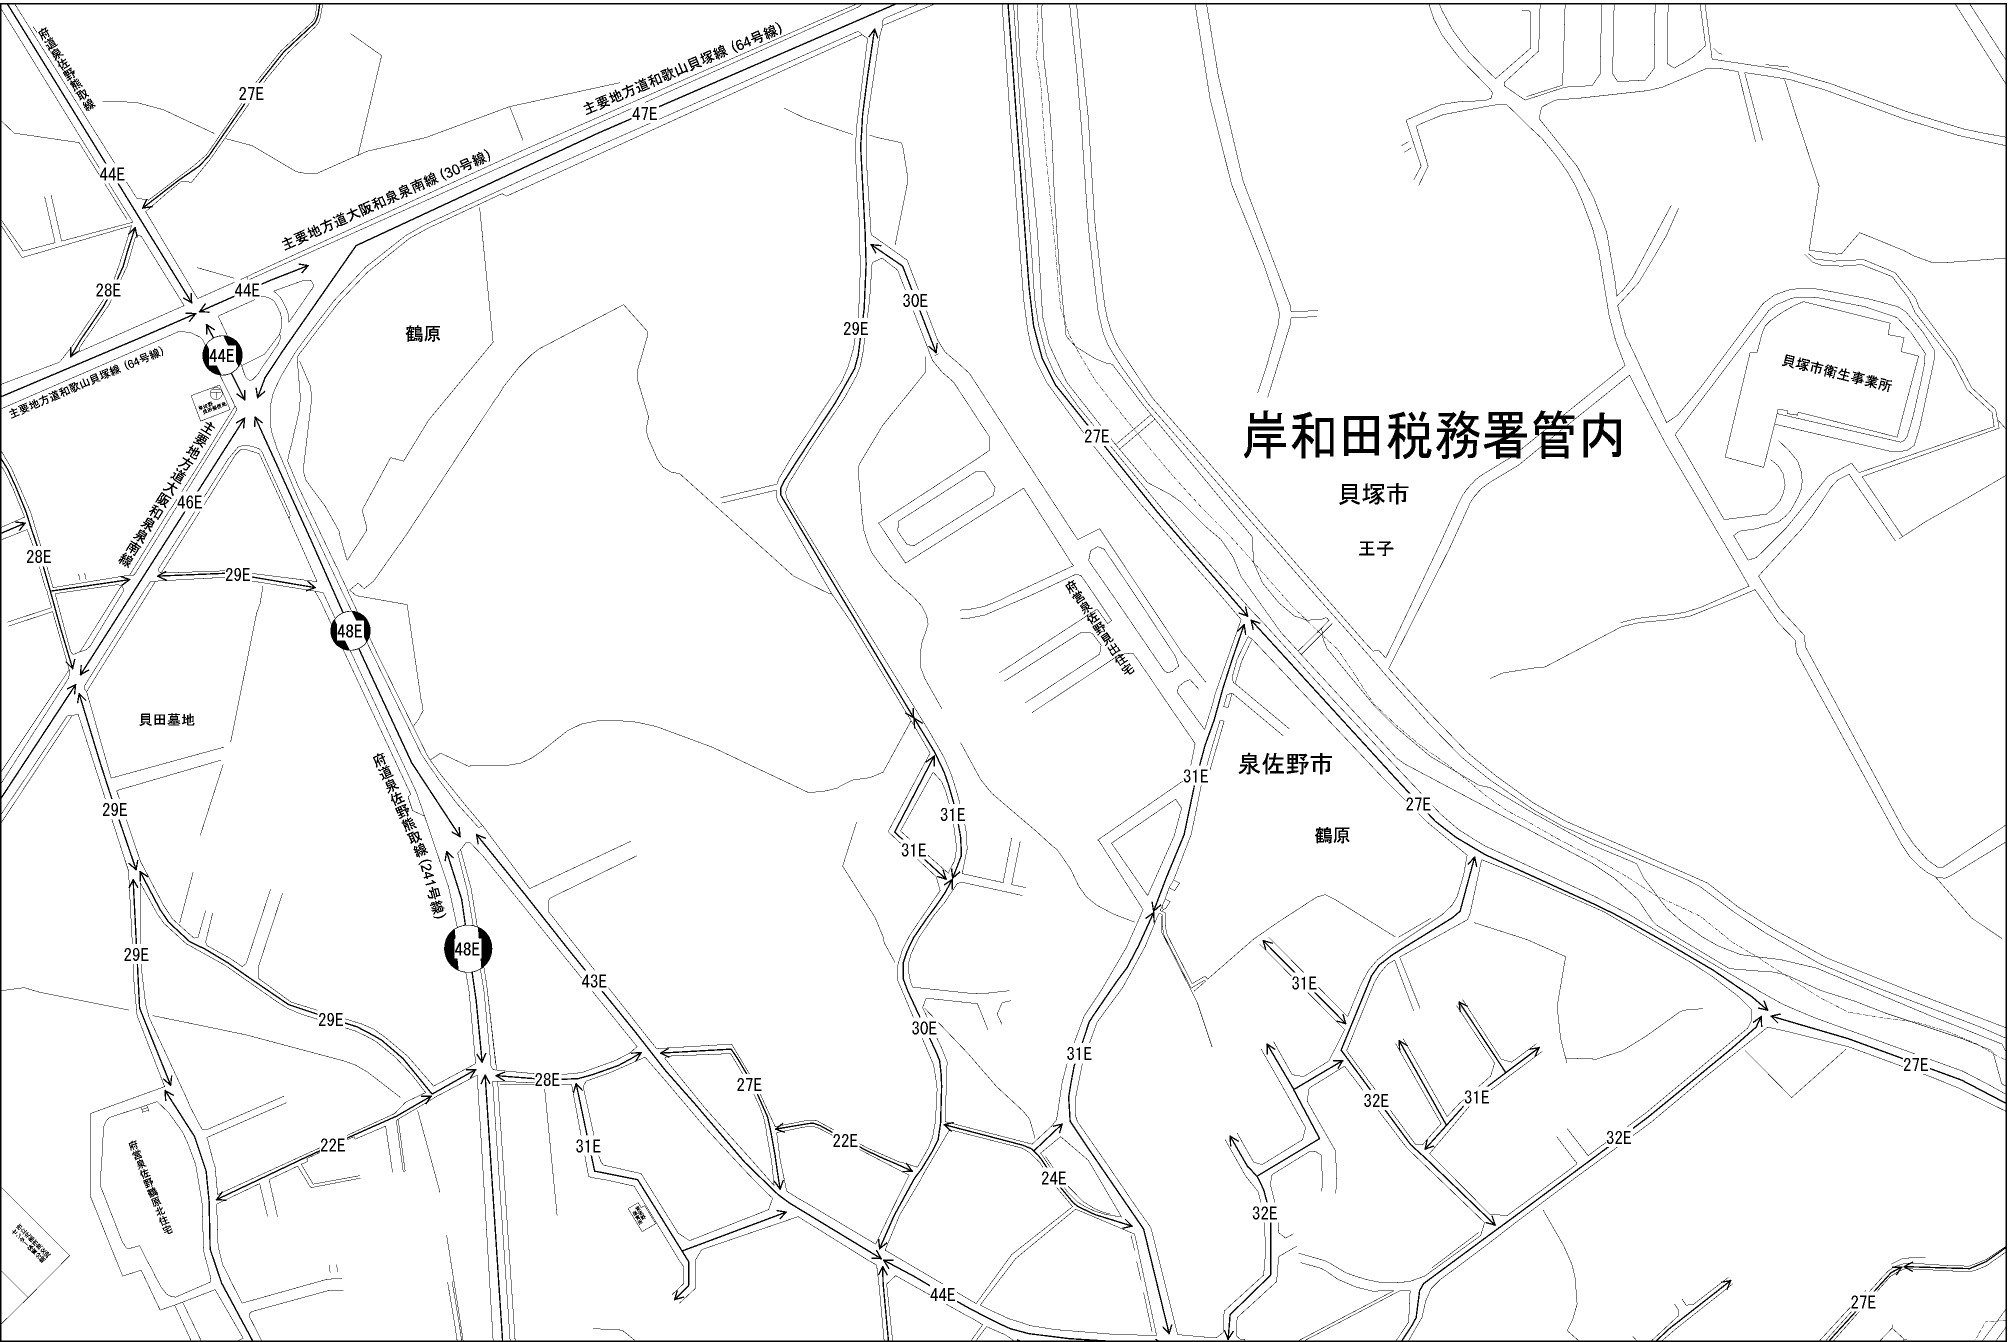 府道泉佐野熊取線
27E
主要地方道和歌山貝塚線(64号線)
47E
44E
主要地方道大阪和泉泉南線(30号線)
28E
44E
30E
29E
鶴原
44E
主要地方道和歌山貝塚線(64号線)
貝塚市衛生事業所
岸和田税務署管内
27E
主要地方道大阪和泉泉南線
46E
貝塚市
王子
28E
29E
府営泉佐野見出住宅
48E
貝田墓地
府道泉佐野熊取線(241号線)
泉佐野市
31E
27E
29E
31E
鶴原
31E
29E
48E
43E
31E
29E
30E
31E
28E
27E
27E
32E
31E
22E
31E
22E
32E
24E
府営泉佐野鶴原北住宅
32E
44E
27E